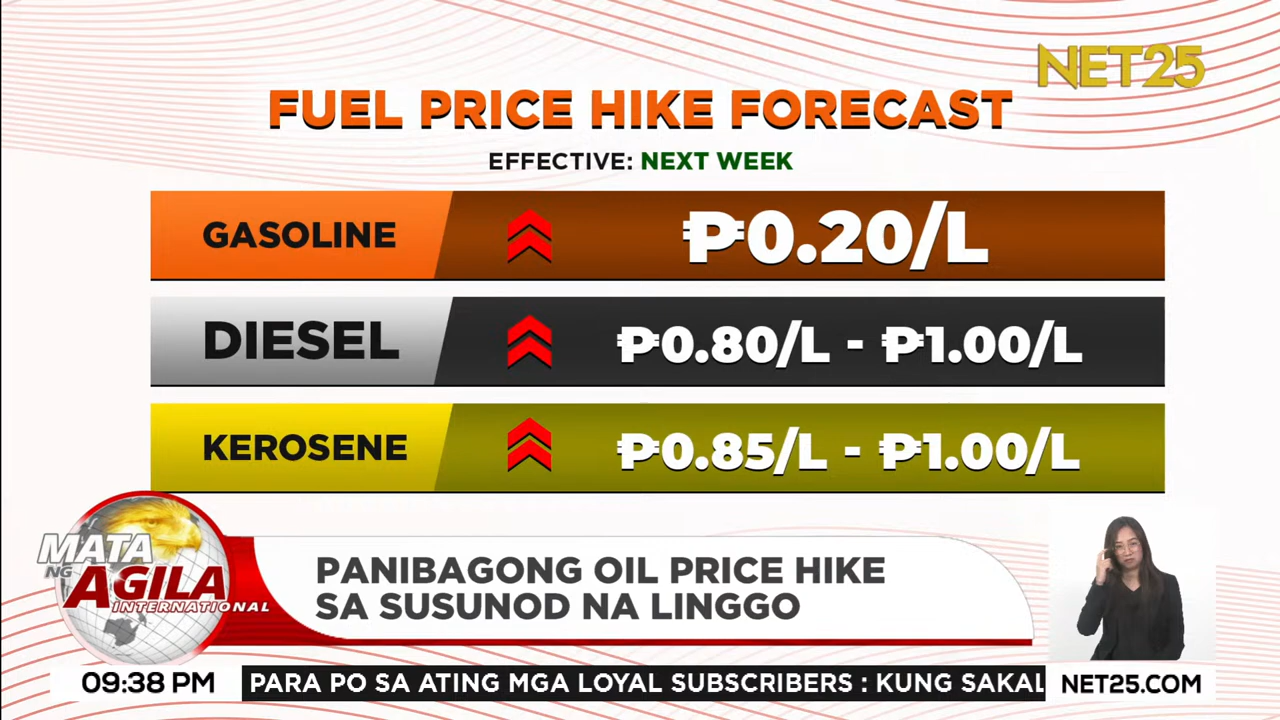 NET25
FUEL PRICE HIKE FORECAST
EFFECTIVE: NEXT WEEK
GASOLINE ₱0.20/L
DIESEL ₱0.80/L - ₱1.00/L
KEROSENE ₱0.85/L - ₱1.00/L
MATA
NG
AGILA
INTERNATIONAL
PANIBAGONG OIL PRICE HIKE
SA SUSUNOD NA LINGGO
09:38 PM PARA PO SA ATING MGA LOYAL SUBSCRIBERS : KUNG SAKAL NET25.COM